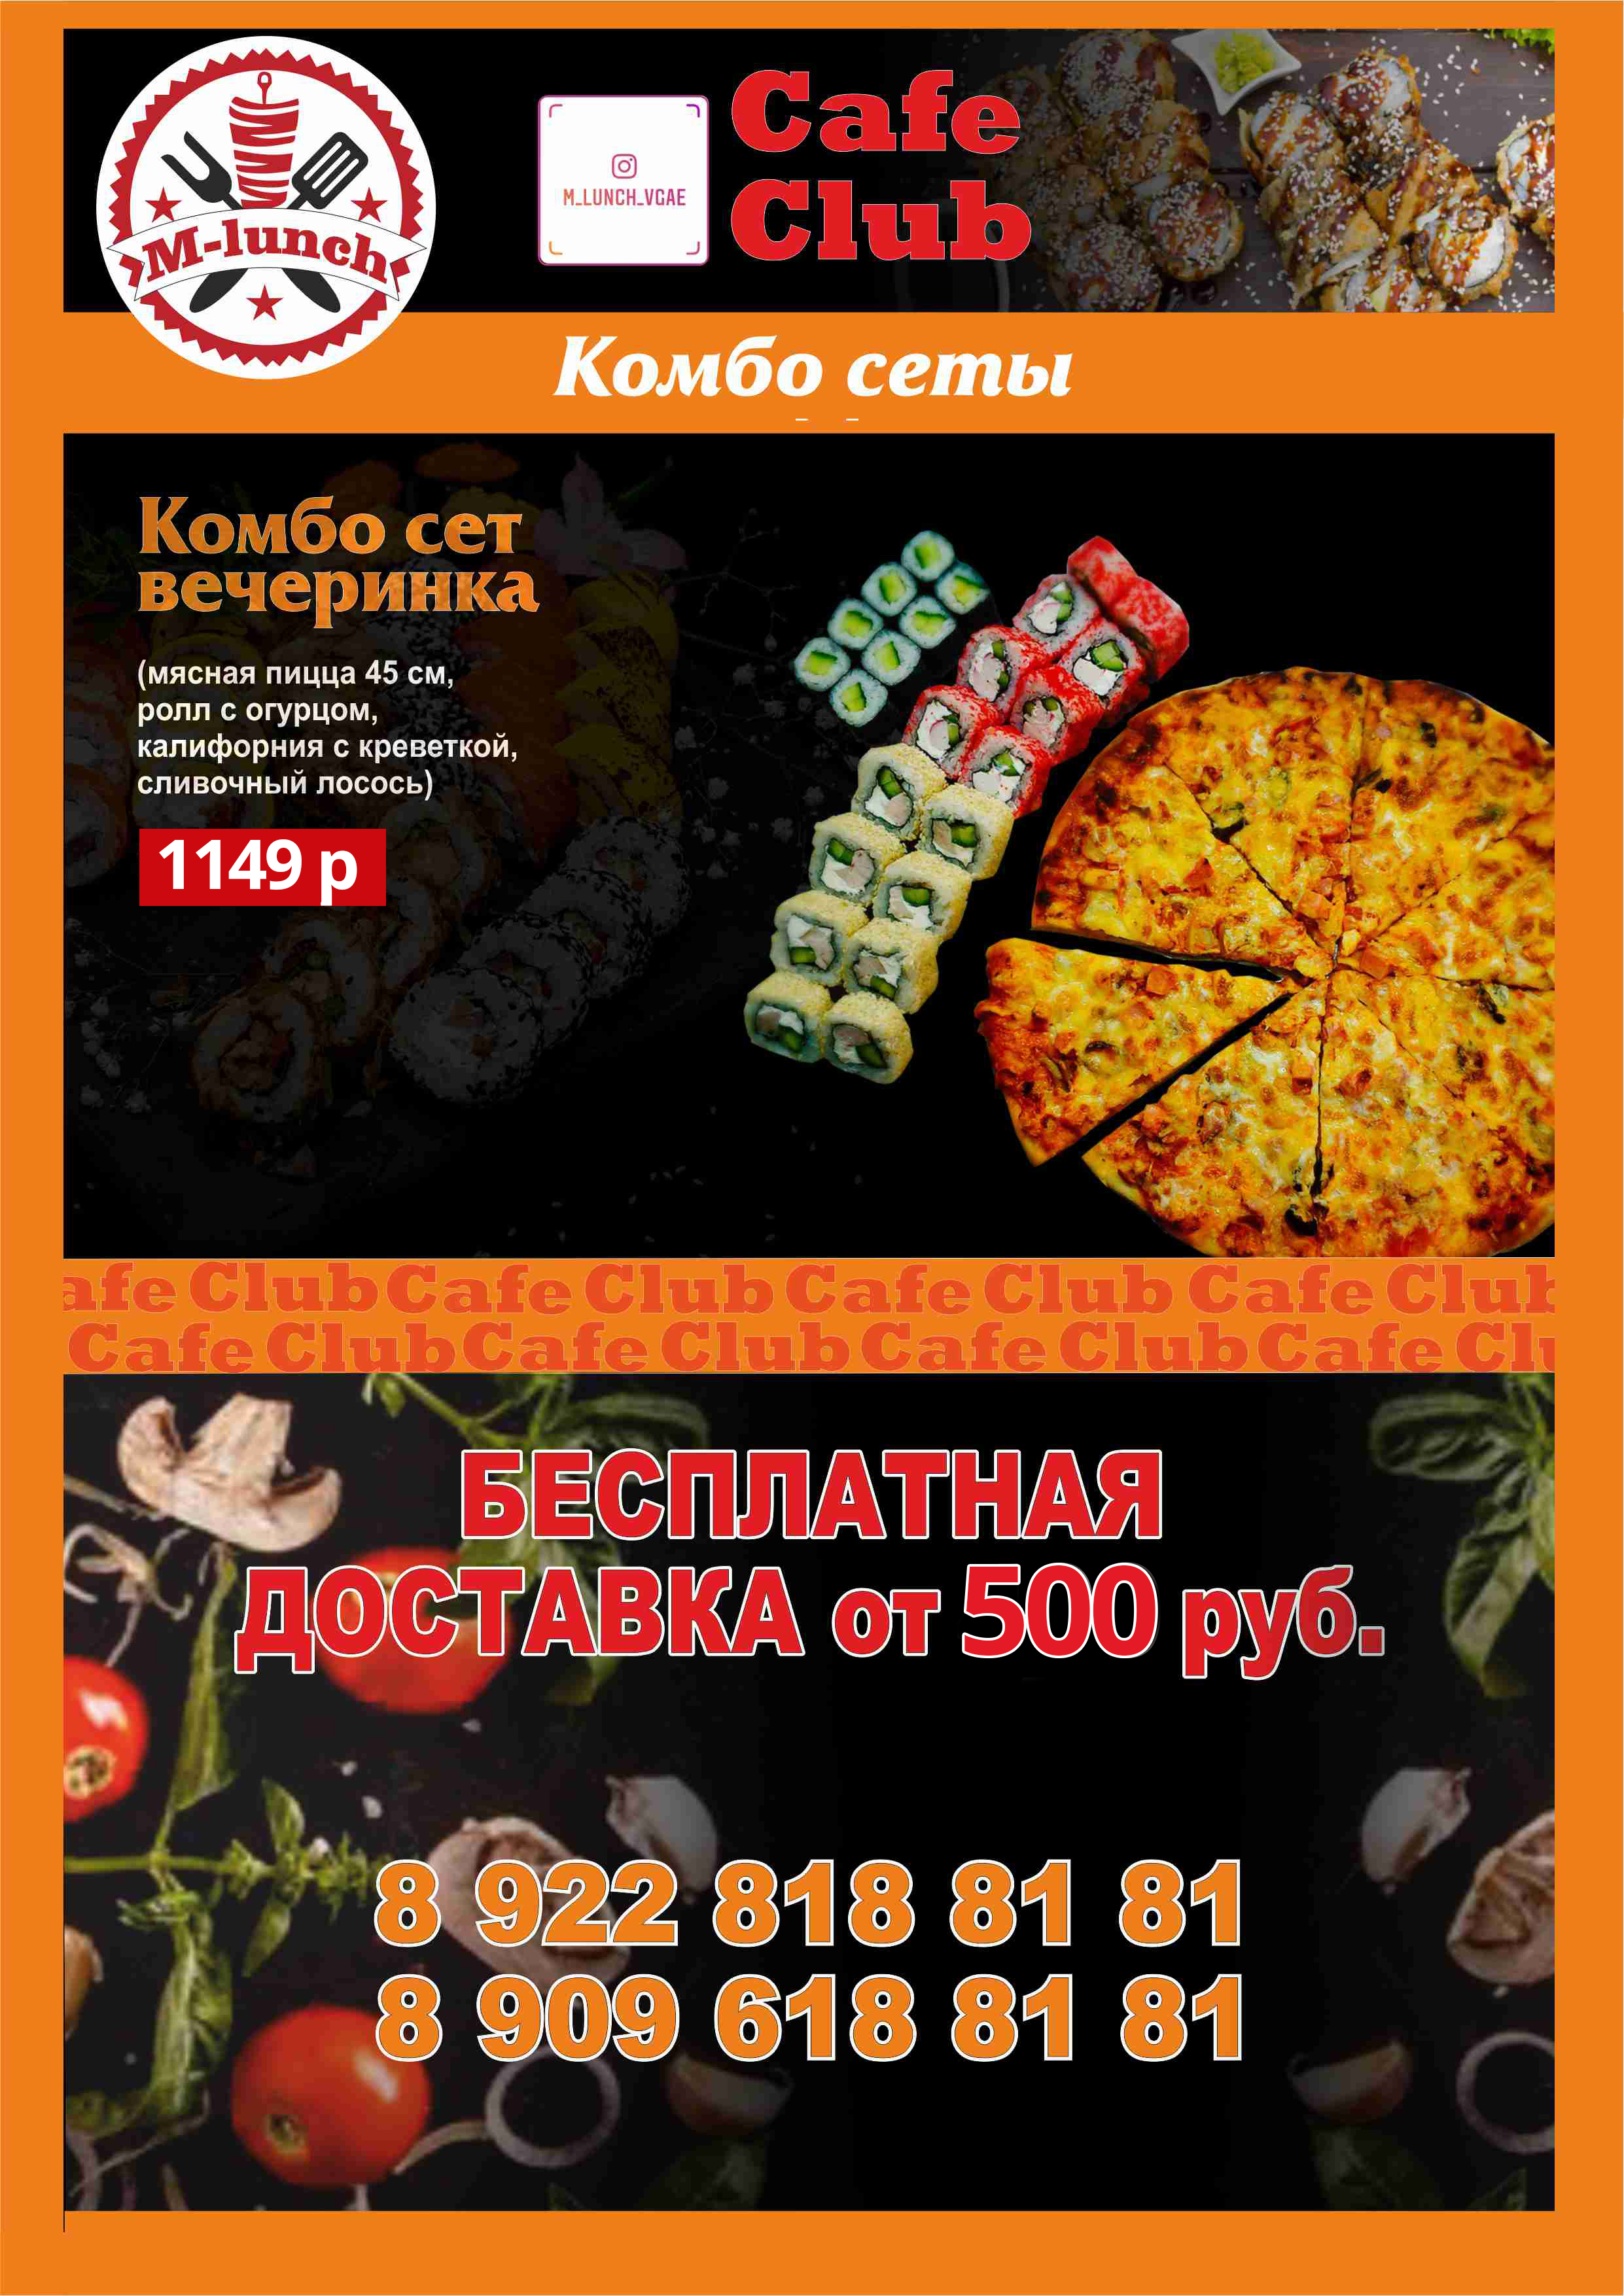 M-lunch
M_LUNCH_VGAE
Cafe
Club
Комбо сеты
Комбо сет
вечеринка
(мясная пицца 45 см,
ролл с огурцом,
калифорния с креветкой,
сливочный лосось)
1149 р
afe Club Cafe Club Cafe Club Cafe Club
Cafe Club Cafe Club Cafe Club Cafe Clu
БЕСПЛАТНАЯ
ДОСТАВКА от 500 руб.
8 922 818 81 81
8 909 618 81 81